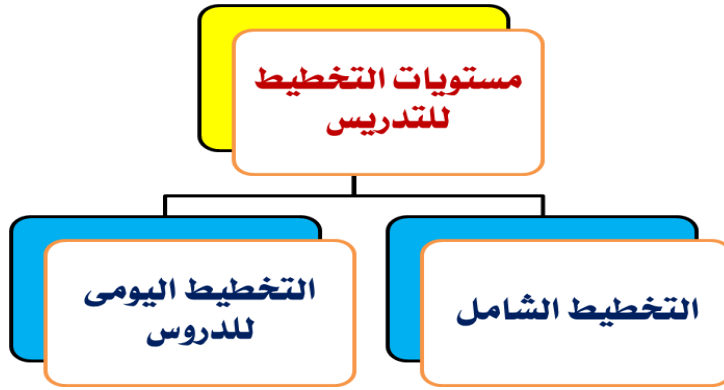 مستويات التخطيط
للتدريس
التخطيط الشامل
التخطيط اليومى
للدروس